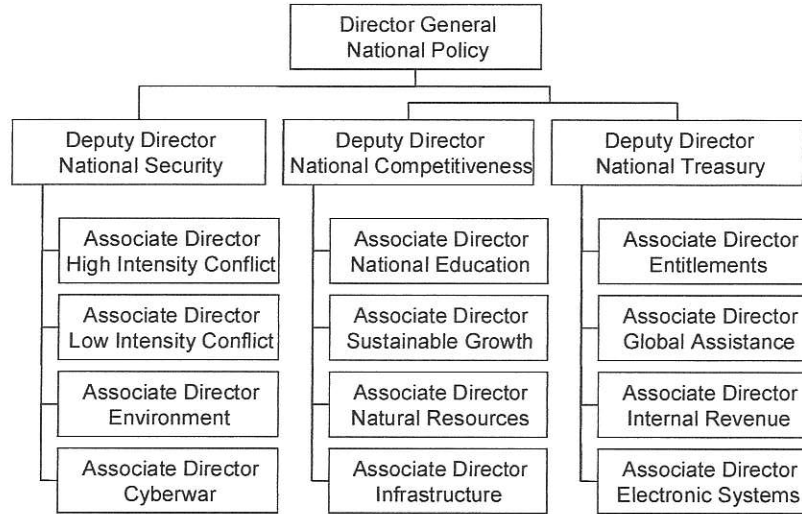 Director General
National Policy
Deputy Director
National Security
Deputy Director
National Competitiveness
Deputy Director
National Treasury
Associate Director
High Intensity Conflict
Associate Director
Low Intensity Conflict
Associate Director
Environment
Associate Director
Cyberwar
Associate Director
National Education
Associate Director
Sustainable Growth
Associate Director
Natural Resources
Associate Director
Infrastructure
Associate Director
Entitlements
Associate Director
Global Assistance
Associate Director
Internal Revenue
Associate Director
Electronic Systems